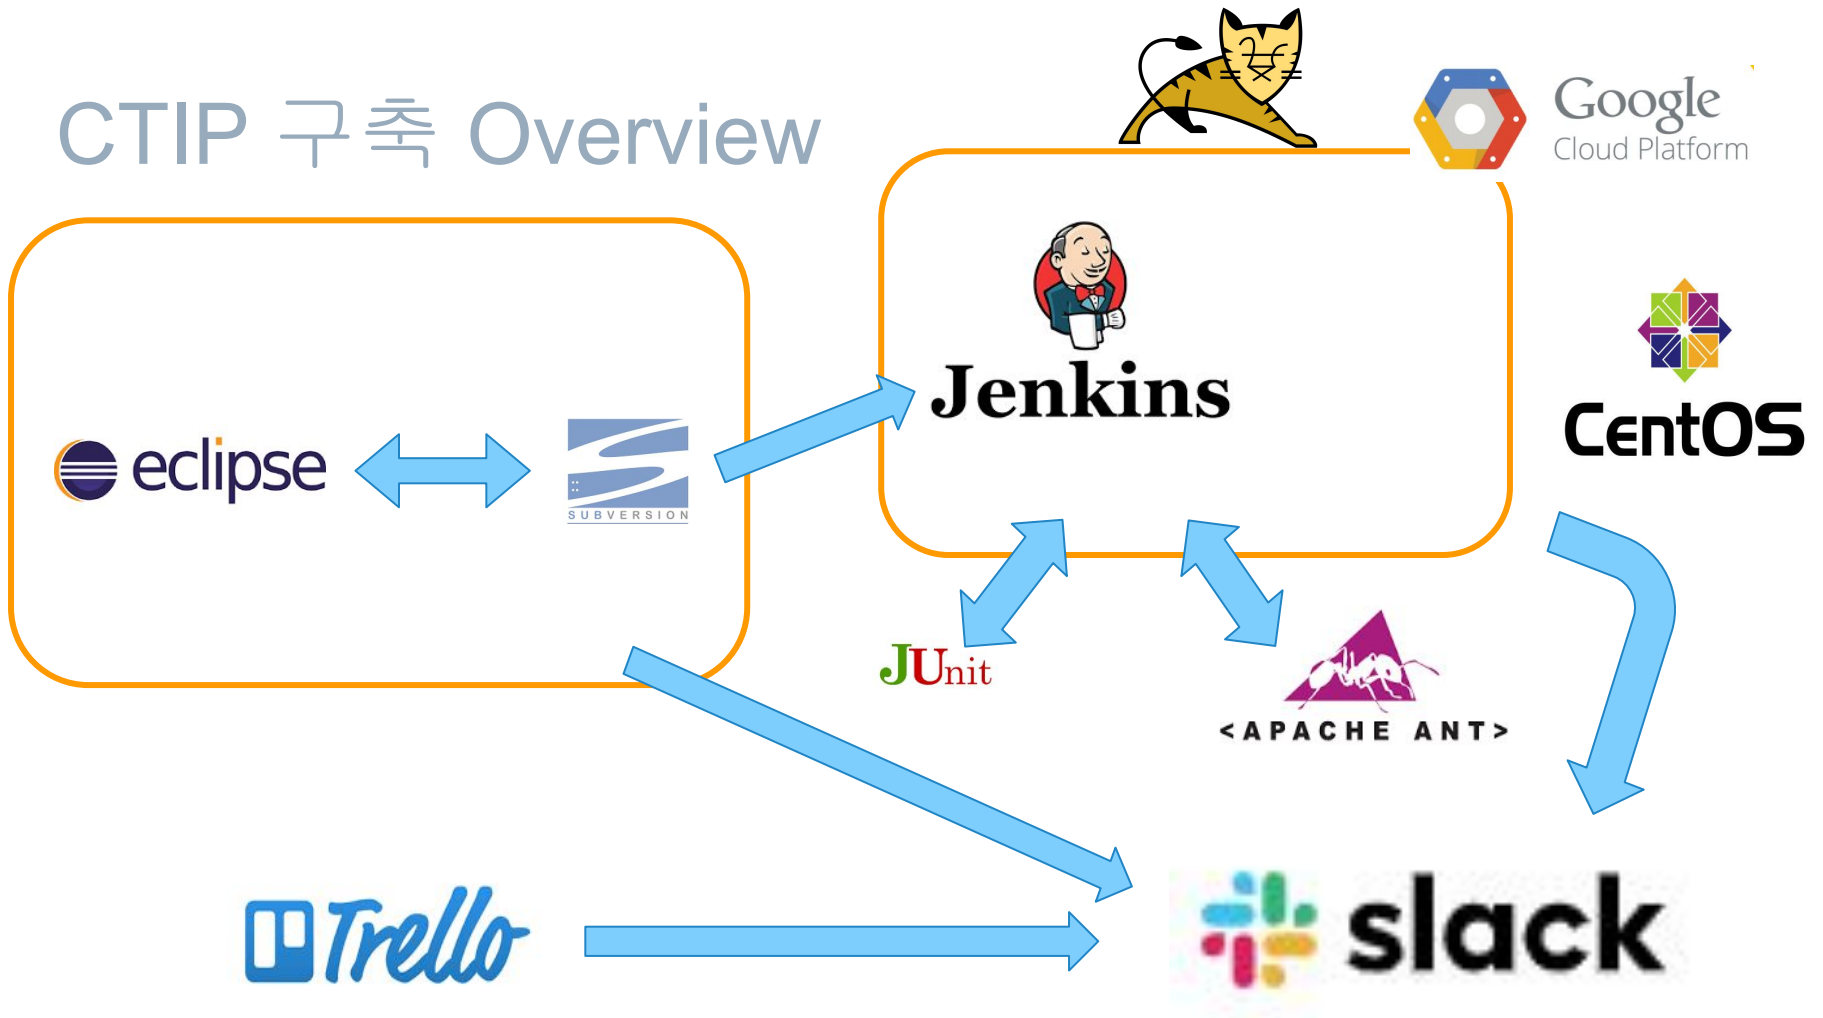 CTIP 구축 Overview
Google
Cloud Platform
Jenkins
CentOS
eclipse
SUBVERSION
JUnit
<APACHE ANT>
Trello
slack